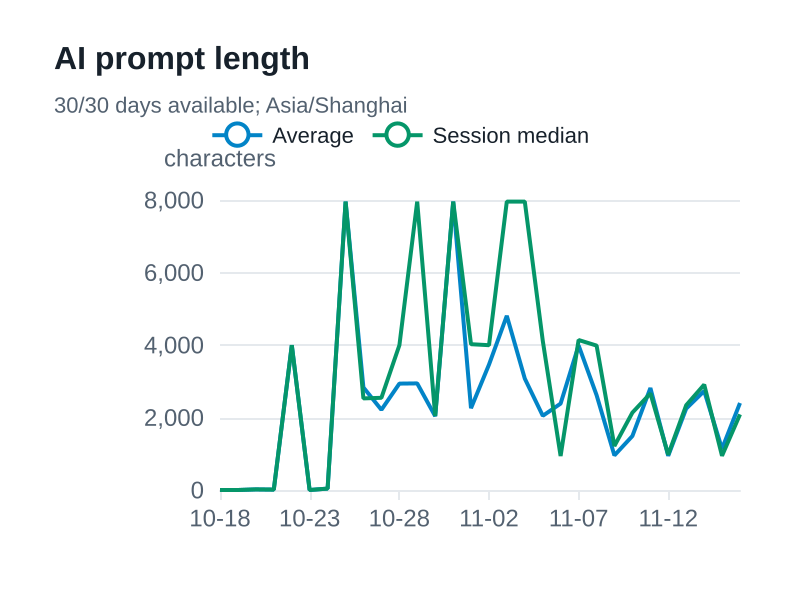 AI prompt length
30/30 days available; Asia/Shanghai
Average Session median
characters
8,000
6,000
4,000
2,000
0
10-18 10-23 10-28 11-02 11-07 11-12